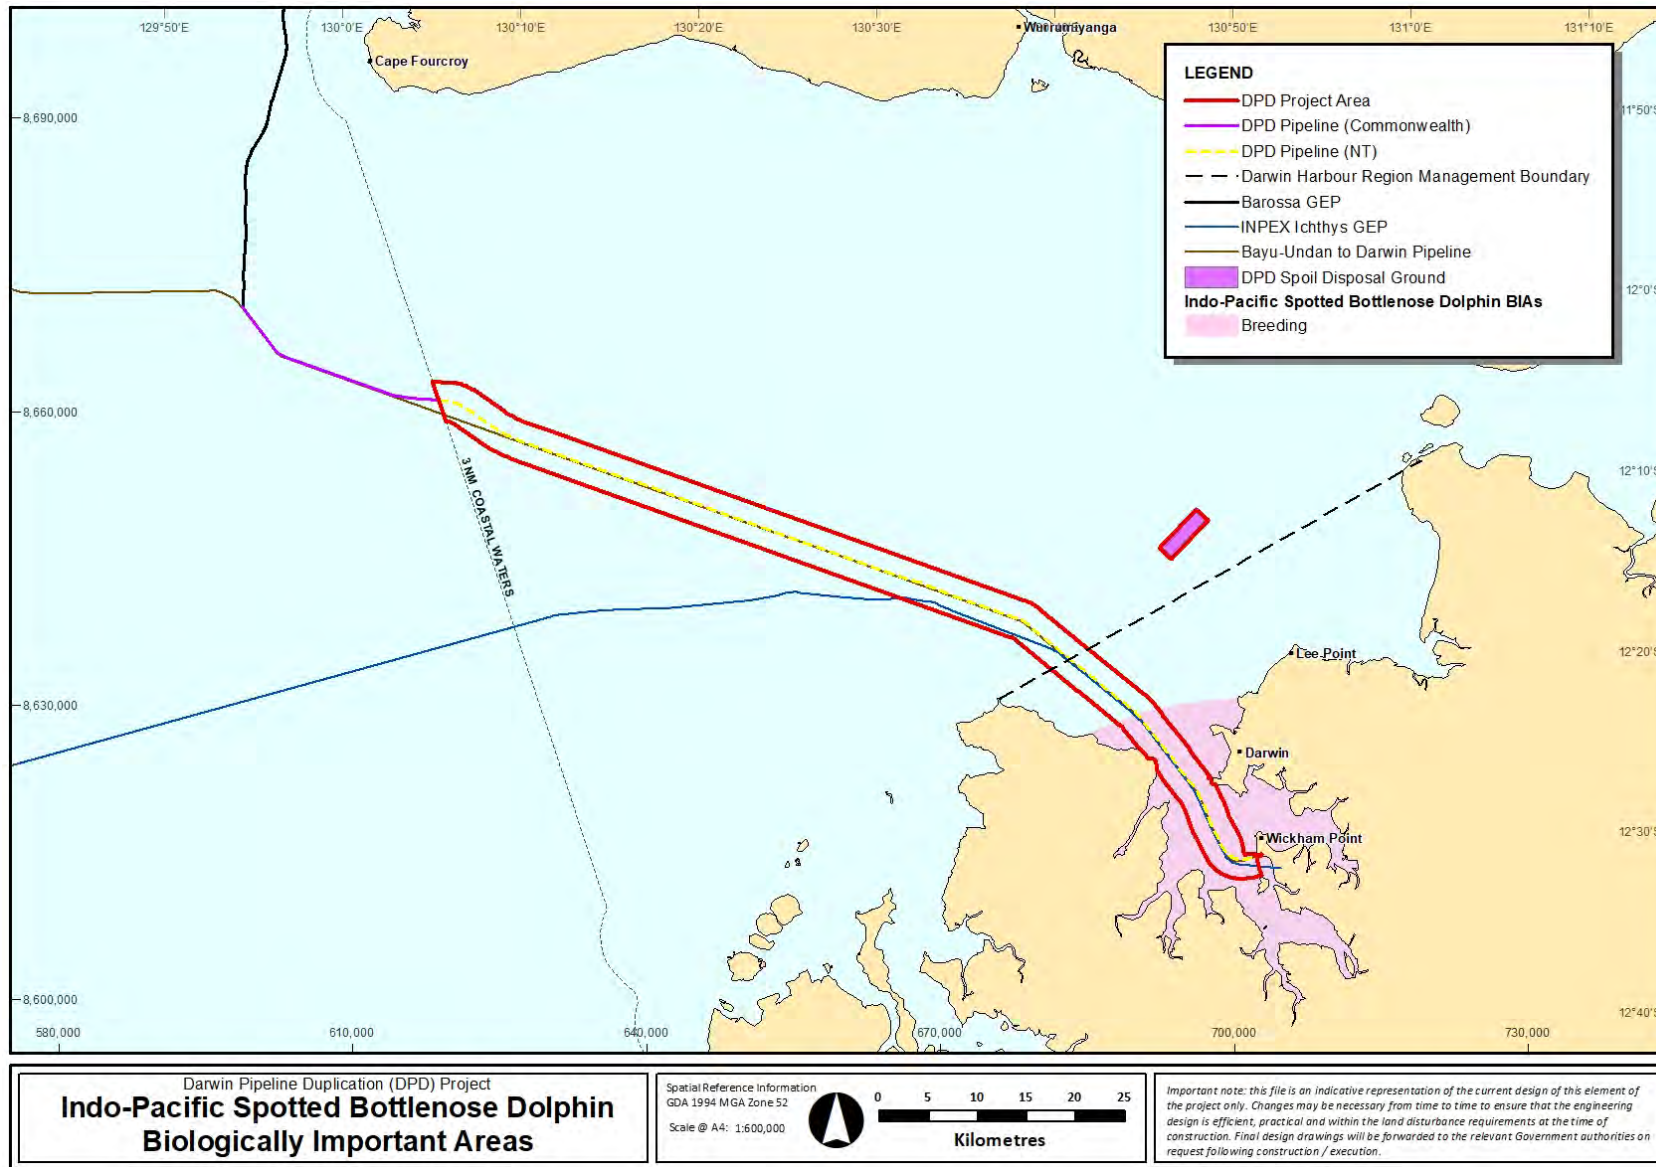 129°50'E 130°0'E 130°10'E 130°20'E 130°30'E 130°50'E 131°0'E 131°10'E
Wurrumiyanga
Cape Fourcroy
LEGEND
DPD Project Area
DPD Pipeline (Commonwealth)
DPD Pipeline (NT)
Darwin Harbour Region Management Boundary
Barossa GEP
INPEX Ichthys GEP
Bayu-Undan to Darwin Pipeline
DPD Spoil Disposal Ground
Indo-Pacific Spotted Bottlenose Dolphin BIAs
Breeding
8,690,000
8,660,000
8,630,000
8,600,000
11°50'S
12°0'S
12°10'S
12°20'S
12°30'S
12°40'S
3 NM COASTAL WATERS
Lee Point
Darwin
Wickham Point
580,000 610,000 640,000 670,000 700,000 730,000
Darwin Pipeline Duplication (DPD) Project
Indo-Pacific Spotted Bottlenose Dolphin
Biologically Important Areas
Spatial Reference Information
GDA 1994 MGA Zone 52
Scale @ A4: 1:600,000
0 5 10 15 20 25
Kilometres
Important note: this file is an indicative representation of the current design of this element of
the project only. Changes may be necessary from time to time to ensure that the engineering
design is efficient, practical and within the land disturbance requirements at the time of
construction. Final design drawings will be forwarded to the relevant Government authorities on
request following construction / execution.